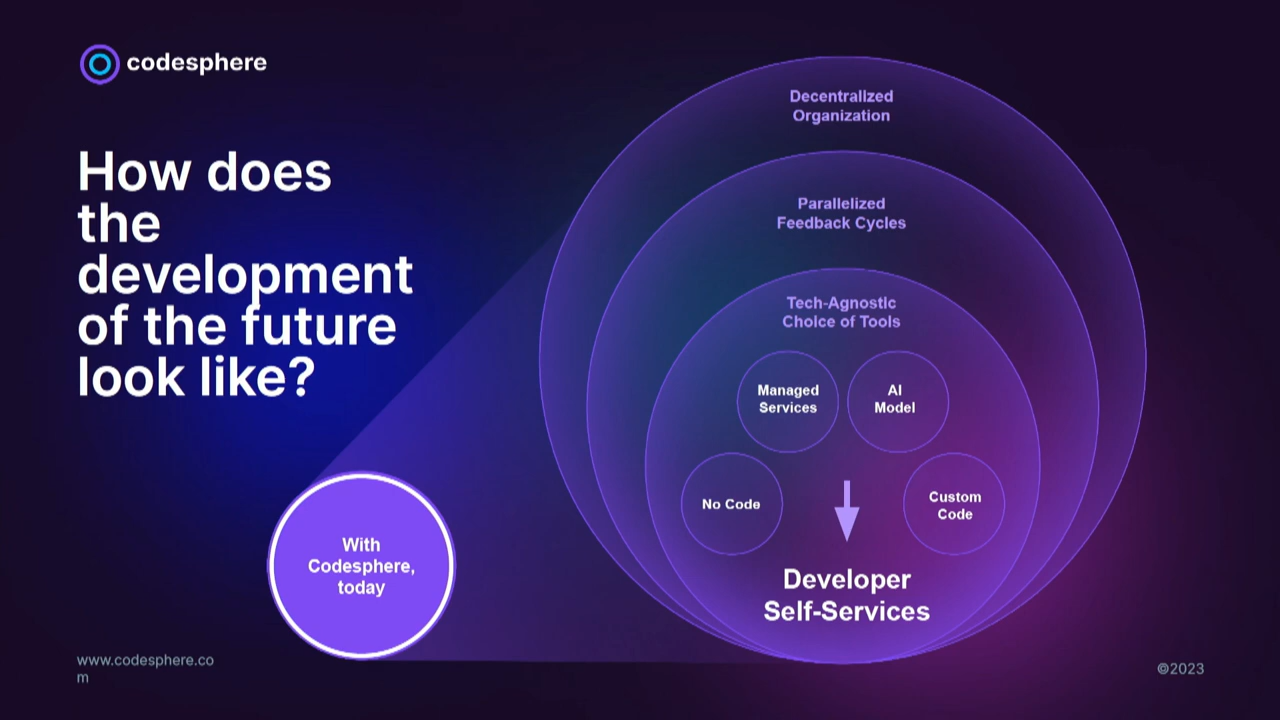 codesphere
How does
the
development
of the future
look like?
With
Codesphere,
today
www.codesphere.co
m
Decentralized
Organization
Parallelized
Feedback Cycles
Tech-Agnostic
Choice of Tools
Managed
Services
AI
Model
No Code
Custom
Code
Developer
Self-Services
©2023